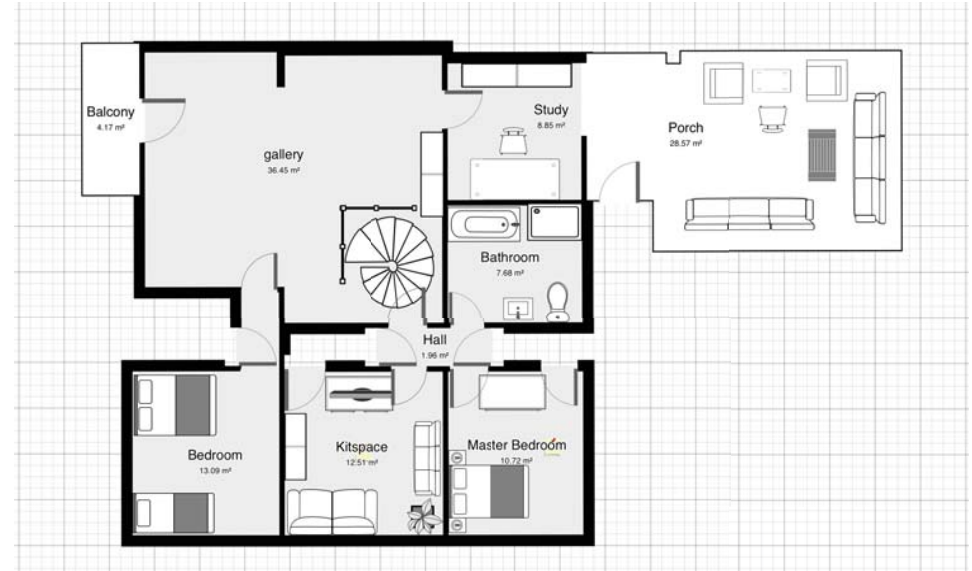 Balcony
4.17 m²
gallery
36.45 m²
Study
8.85 m²
Porch
28.57 m²
Bathroom
7.68 m²
Hall
1.96 m²
Bedroom
13.09 m²
Kitspace
12.51 m²
Master Bedroom
10.72 m²